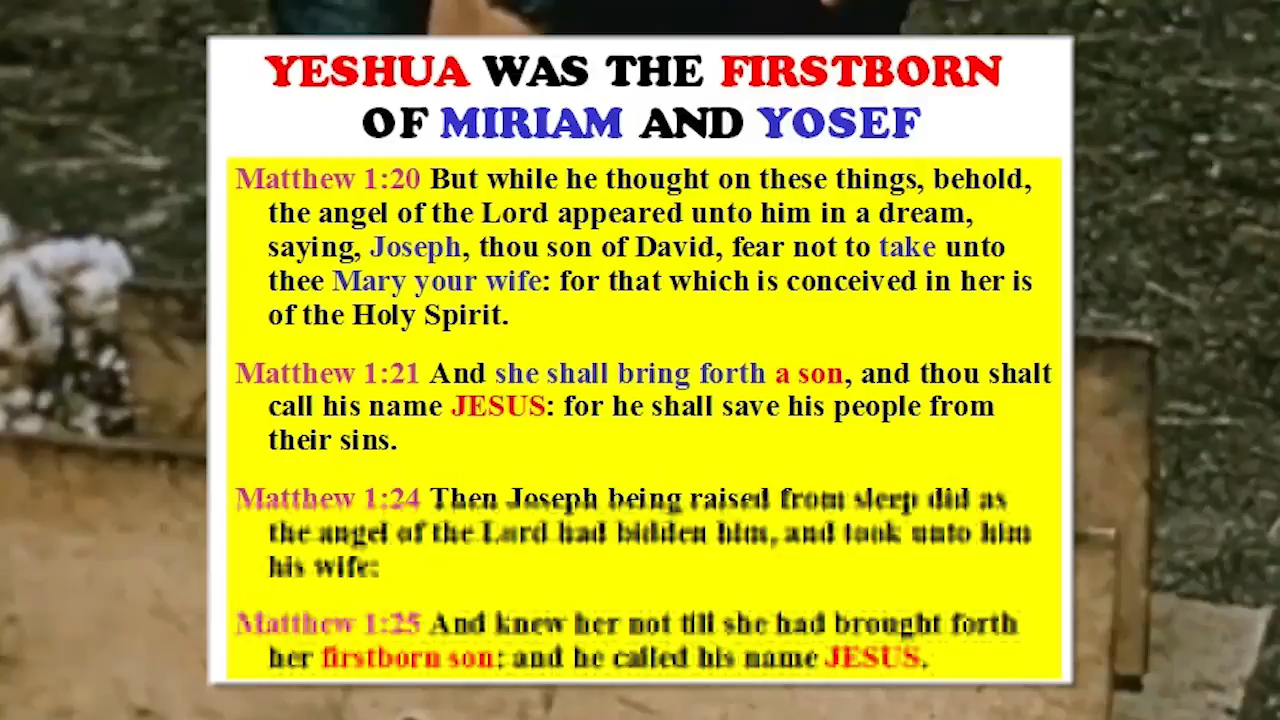 YESHUA WAS THE FIRSTBORN
OF MIRIAM AND YOSEF
Matthew 1:20 But while he thought on these things, behold,
the angel of the Lord appeared unto him in a dream,
saying, Joseph, thou son of David, fear not to take unto
thee Mary your wife: for that which is conceived in her is
of the Holy Spirit.
Matthew 1:21 And she shall bring forth a son, and thou shalt
call his name JESUS: for he shall save his people from
their sins.
Matthew 1:24 Then Joseph being raised from sleep did as
the angel of the Lord had bidden him, and took unto him
his wife:
Matthew 1:25 And knew her not till she had brought forth
her firstborn son: and he called his name JESUS.